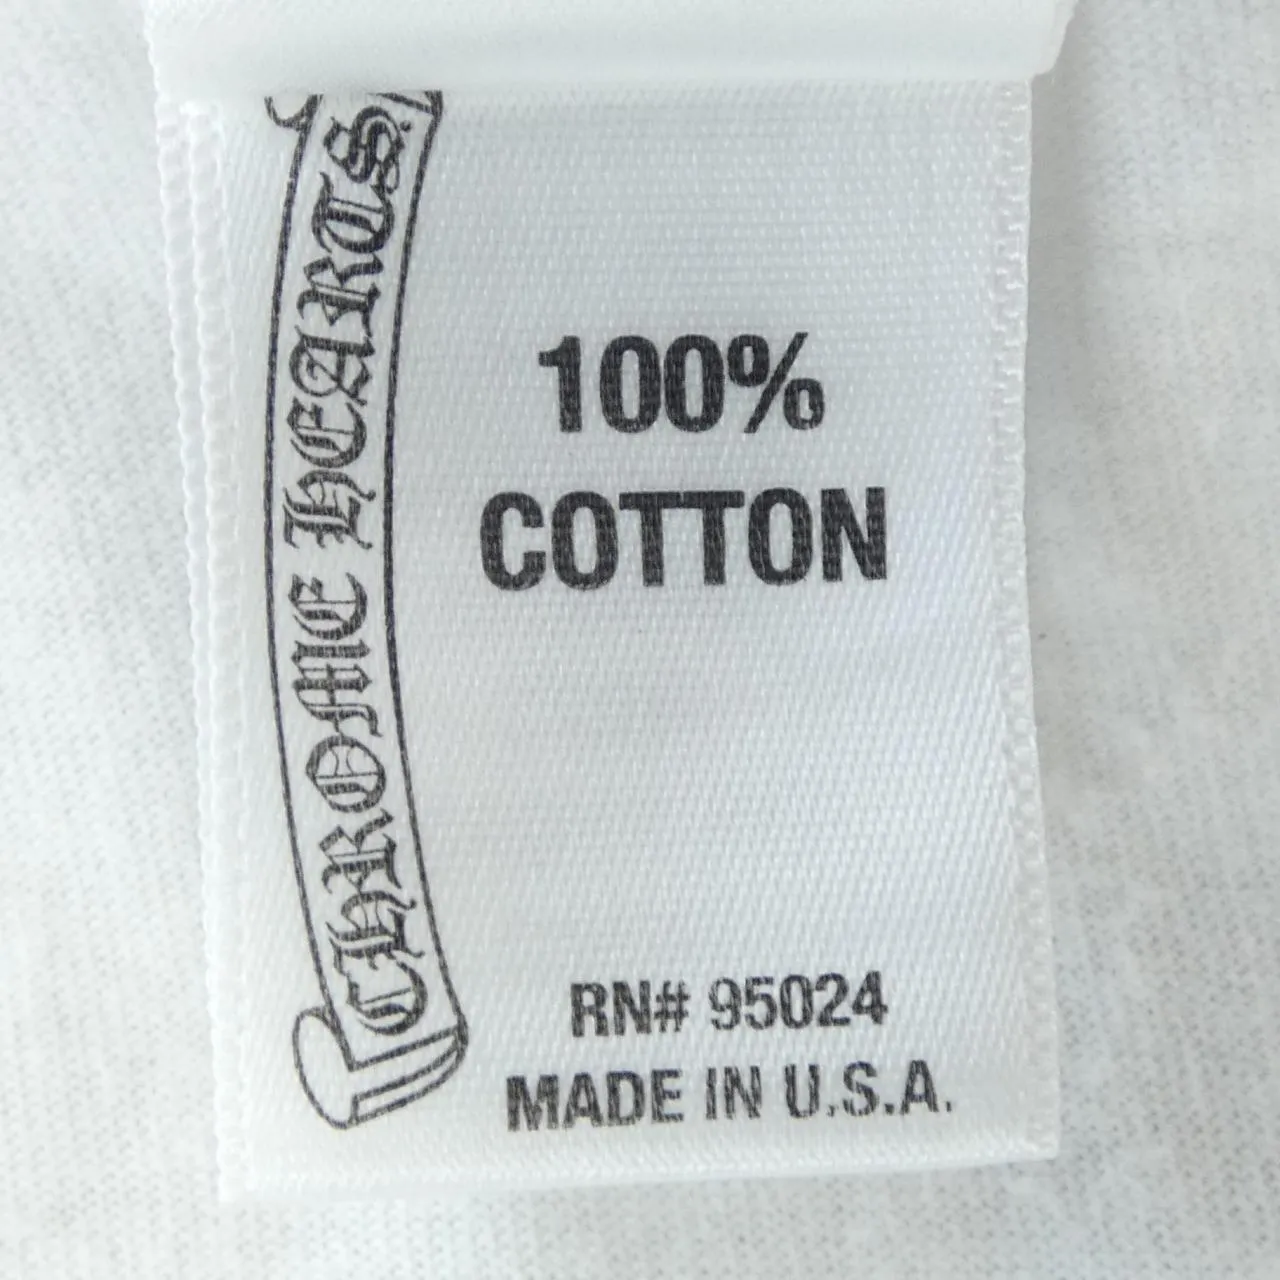 CHROME HEARTS
100%
COTTON
RN# 95024
MADE IN U.S.A.